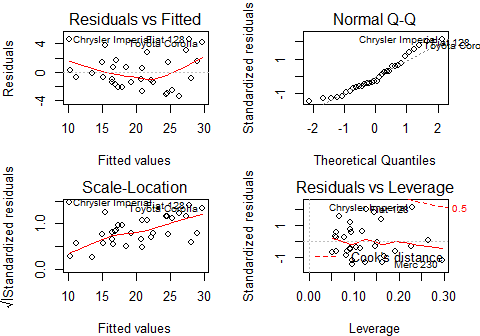 Residuals vs Fitted
Residuals
4
0
-4
Chrysler Imperial
Fiat 128
Toyota Corolla
10 15 20 25 30
Fitted values
Normal Q-Q
Standardized residuals
2
1
-1
Chrysler Imperial
Fiat 128
Toyota Corolla
-2 -1 0 1 2
Theoretical Quantiles
Scale-Location
√|Standardized residuals
1.0
0.0
Chrysler Imperial
Fiat 128
Toyota Corolla
10 15 20 25 30
Fitted values
Residuals vs Leverage
Standardized residuals
2
1
-1
Chrysler Imperial
Fiat 128
0.5
Cook's distance
Merc 230
0.00 0.10 0.20 0.30
Leverage